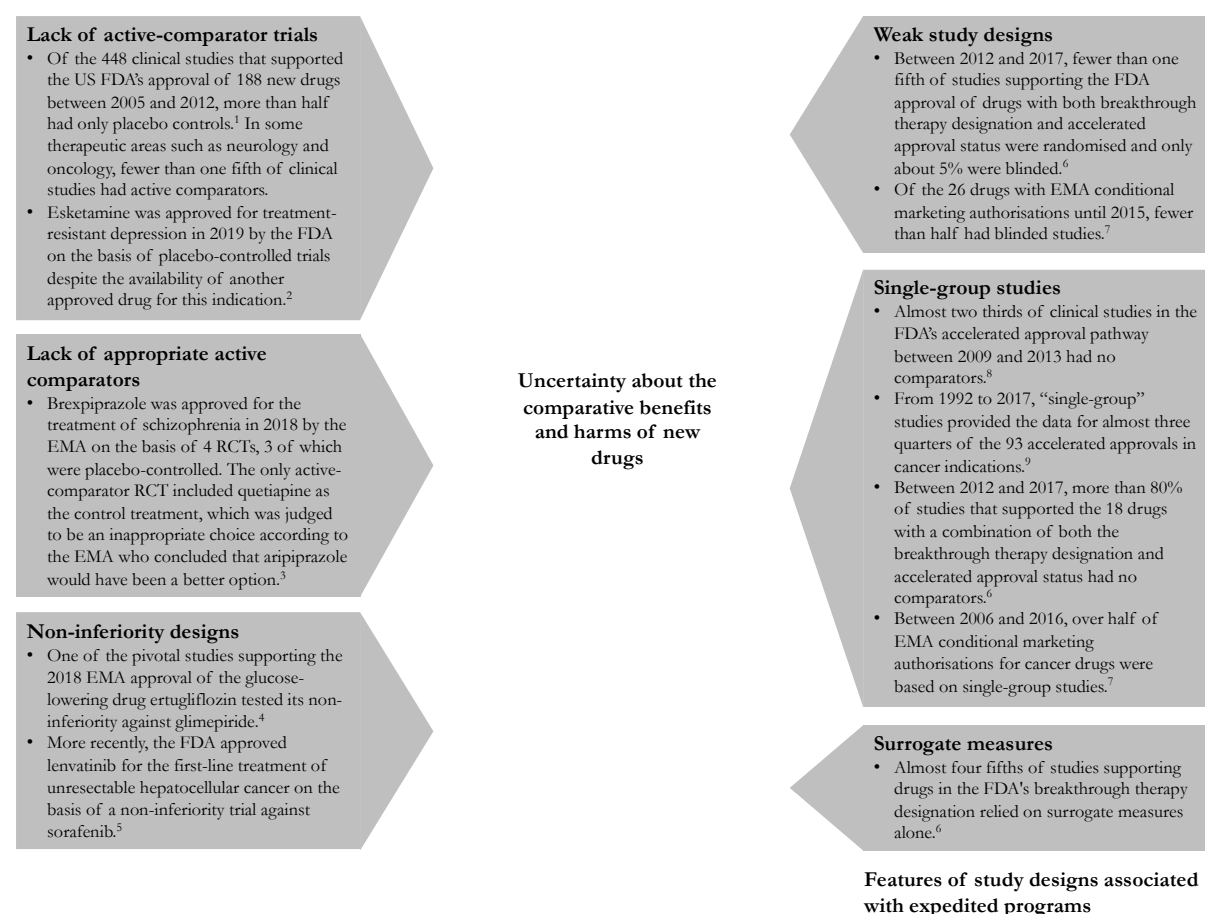 Lack of active-comparator trials
• Of the 448 clinical studies that supported
the US FDA's approval of 188 new drugs
between 2005 and 2012, more than half
had only placebo controls.1 In some
therapeutic areas such as neurology and
oncology, fewer than one fifth of clinical
studies had active comparators.
• Esketamine was approved for treatment-
resistant depression in 2019 by the FDA
on the basis of placebo-controlled trials
despite the availability of another
approved drug for this indication.2
Lack of appropriate active
comparators
• Brexpiprazole was approved for the
treatment of schizophrenia in 2018 by the
EMA on the basis of 4 RCTs, 3 of which
were placebo-controlled. The only active-
comparator RCT included quetiapine as
the control treatment, which was judged
to be an inappropriate choice according to
the EMA who concluded that aripiprazole
would have been a better option.3
Non-inferiority designs
• One of the pivotal studies supporting the
2018 EMA approval of the glucose-
lowering drug ertugliflozin tested its non-
inferiority against glimepiride.4
• More recently, the FDA approved
lenvatinib for the first-line treatment of
unresectable hepatocellular cancer on the
basis of a non-inferiority trial against
sorafenib.5
Uncertainty about the
comparative benefits
and harms of new
drugs
Weak study designs
• Between 2012 and 2017, fewer than one
fifth of studies supporting the FDA
approval of drugs with both breakthrough
therapy designation and accelerated
approval status were randomised and only
about 5% were blinded.6
• Of the 26 drugs with EMA conditional
marketing authorisations until 2015, fewer
than half had blinded studies.7
Single-group studies
• Almost two thirds of clinical studies in the
FDA's accelerated approval pathway
between 2009 and 2013 had no
comparators.8
• From 1992 to 2017, “single-group”
studies provided the data for almost three
quarters of the 93 accelerated approvals in
cancer indications.9
• Between 2012 and 2017, more than 80%
of studies that supported the 18 drugs
with a combination of both the
breakthrough therapy designation and
accelerated approval status had no
comparators.6
• Between 2006 and 2016, over half of
EMA conditional marketing
authorisations for cancer drugs were
based on single-group studies.7
Surrogate measures
• Almost four fifths of studies supporting
drugs in the FDA's breakthrough therapy
designation relied on surrogate measures
alone.6
Features of study designs associated
with expedited programs